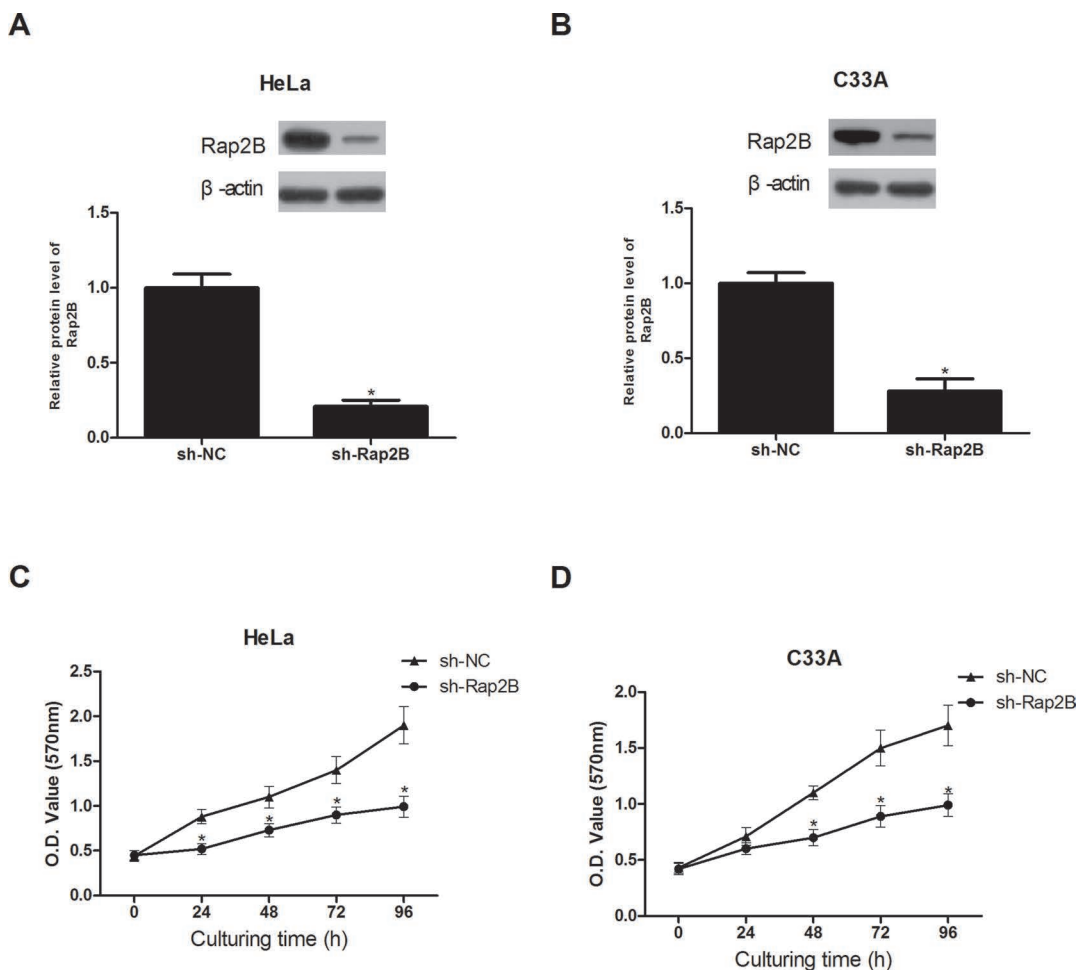 A
HeLa
Rap2B
β -actin
Relative protein level of
Rap2B
1.5
1.0
0.5
0.0
*
sh-NC
sh-Rap2B
B
C33A
Rap2B
β -actin
Relative protein level of
Rap2B
1.5
1.0
0.5
0.0
*
sh-NC
sh-Rap2B
C
HeLa
sh-NC
sh-Rap2B
O.D. Value (570nm)
2.5
2.0
1.5
1.0
0.5
0.0
* * * *
0 24 48 72 96
Culturing time (h)
D
C33A
sh-NC
sh-Rap2B
O.D. Value (570nm)
2.0
1.5
1.0
0.5
0.0
* * *
0 24 48 72 96
Culturing time (h)